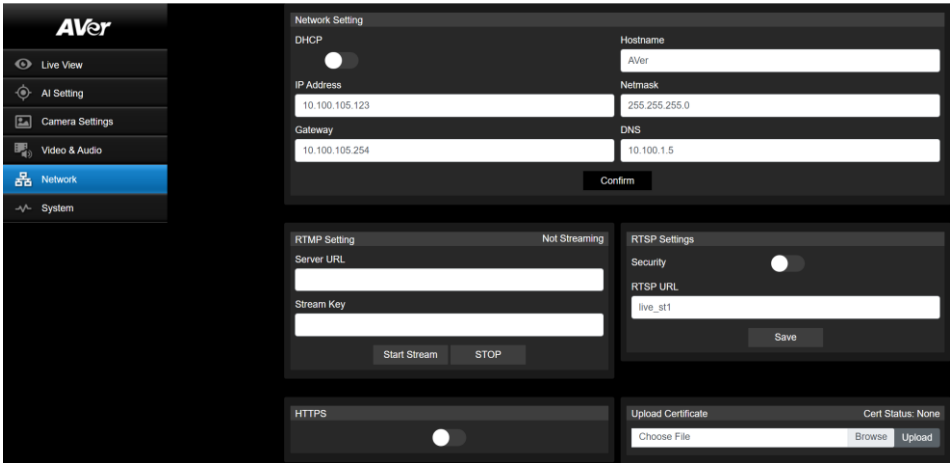 AVer
Live View
AI Setting
Camera Settings
Video & Audio
Network
System
Network Setting
DHCP
Hostname
AVer
IP Address
Netmask
10.100.105.123
255.255.255.0
Gateway
DNS
10.100.105.254
10.100.1.5
Confirm
RTMP Setting
Not Streaming
Server URL
Stream Key
Start Stream
STOP
RTSP Settings
Security
RTSP URL
live_st1
Save
HTTPS
Upload Certificate
Cert Status: None
Choose File
Browse
Upload